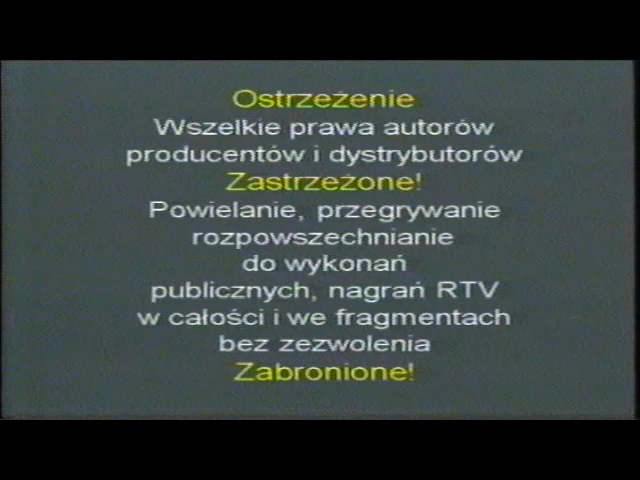 Ostrzeżenie
Wszelkie prawa autorów
producentów i dystrybutorów
Zastrzeżone!
Powielanie, przegrywanie
rozpowszechnianie
do wykonań
publicznych, nagrań RTV
w całości i we fragmentach
bez zezwolenia
Zabronione!